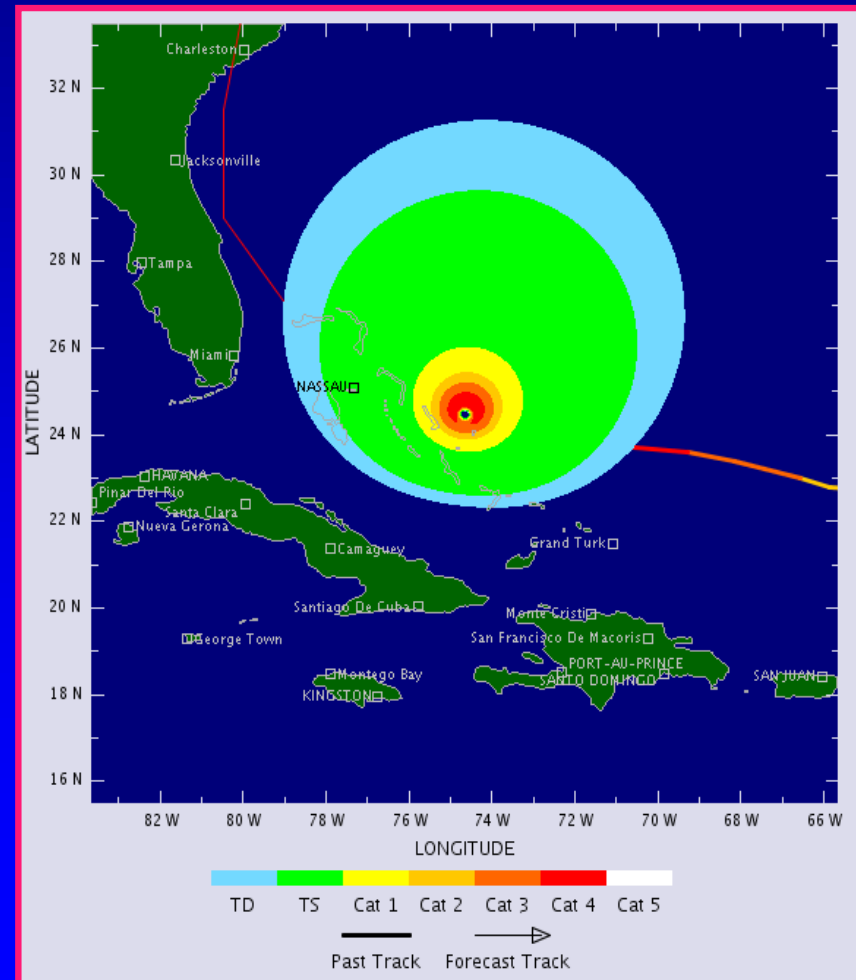 Charleston
32 N
Jacksonville
30 N
28 N
Tampa
26 N
Miami
NASSAU
LATITUDE
24 N
HAVANA
Pinar Del Rio
22 N
Santa Clara
Nueva Gerona
Camaguey
Grand Turk
20 N
Santiago De Cuba
Monte Cristi
George Town
San Francisco De Macoris
PORT-AU-PRINCE
18 N
Montego Bay
SANTO DOMINGO
SAN JUAN
KINGSTON
16 N
82 W 80 W 78 W 76 W 74 W 72 W 70 W 68 W 66 W
LONGITUDE
TD TS Cat 1 Cat 2 Cat 3 Cat 4 Cat 5
Past Track Forecast Track